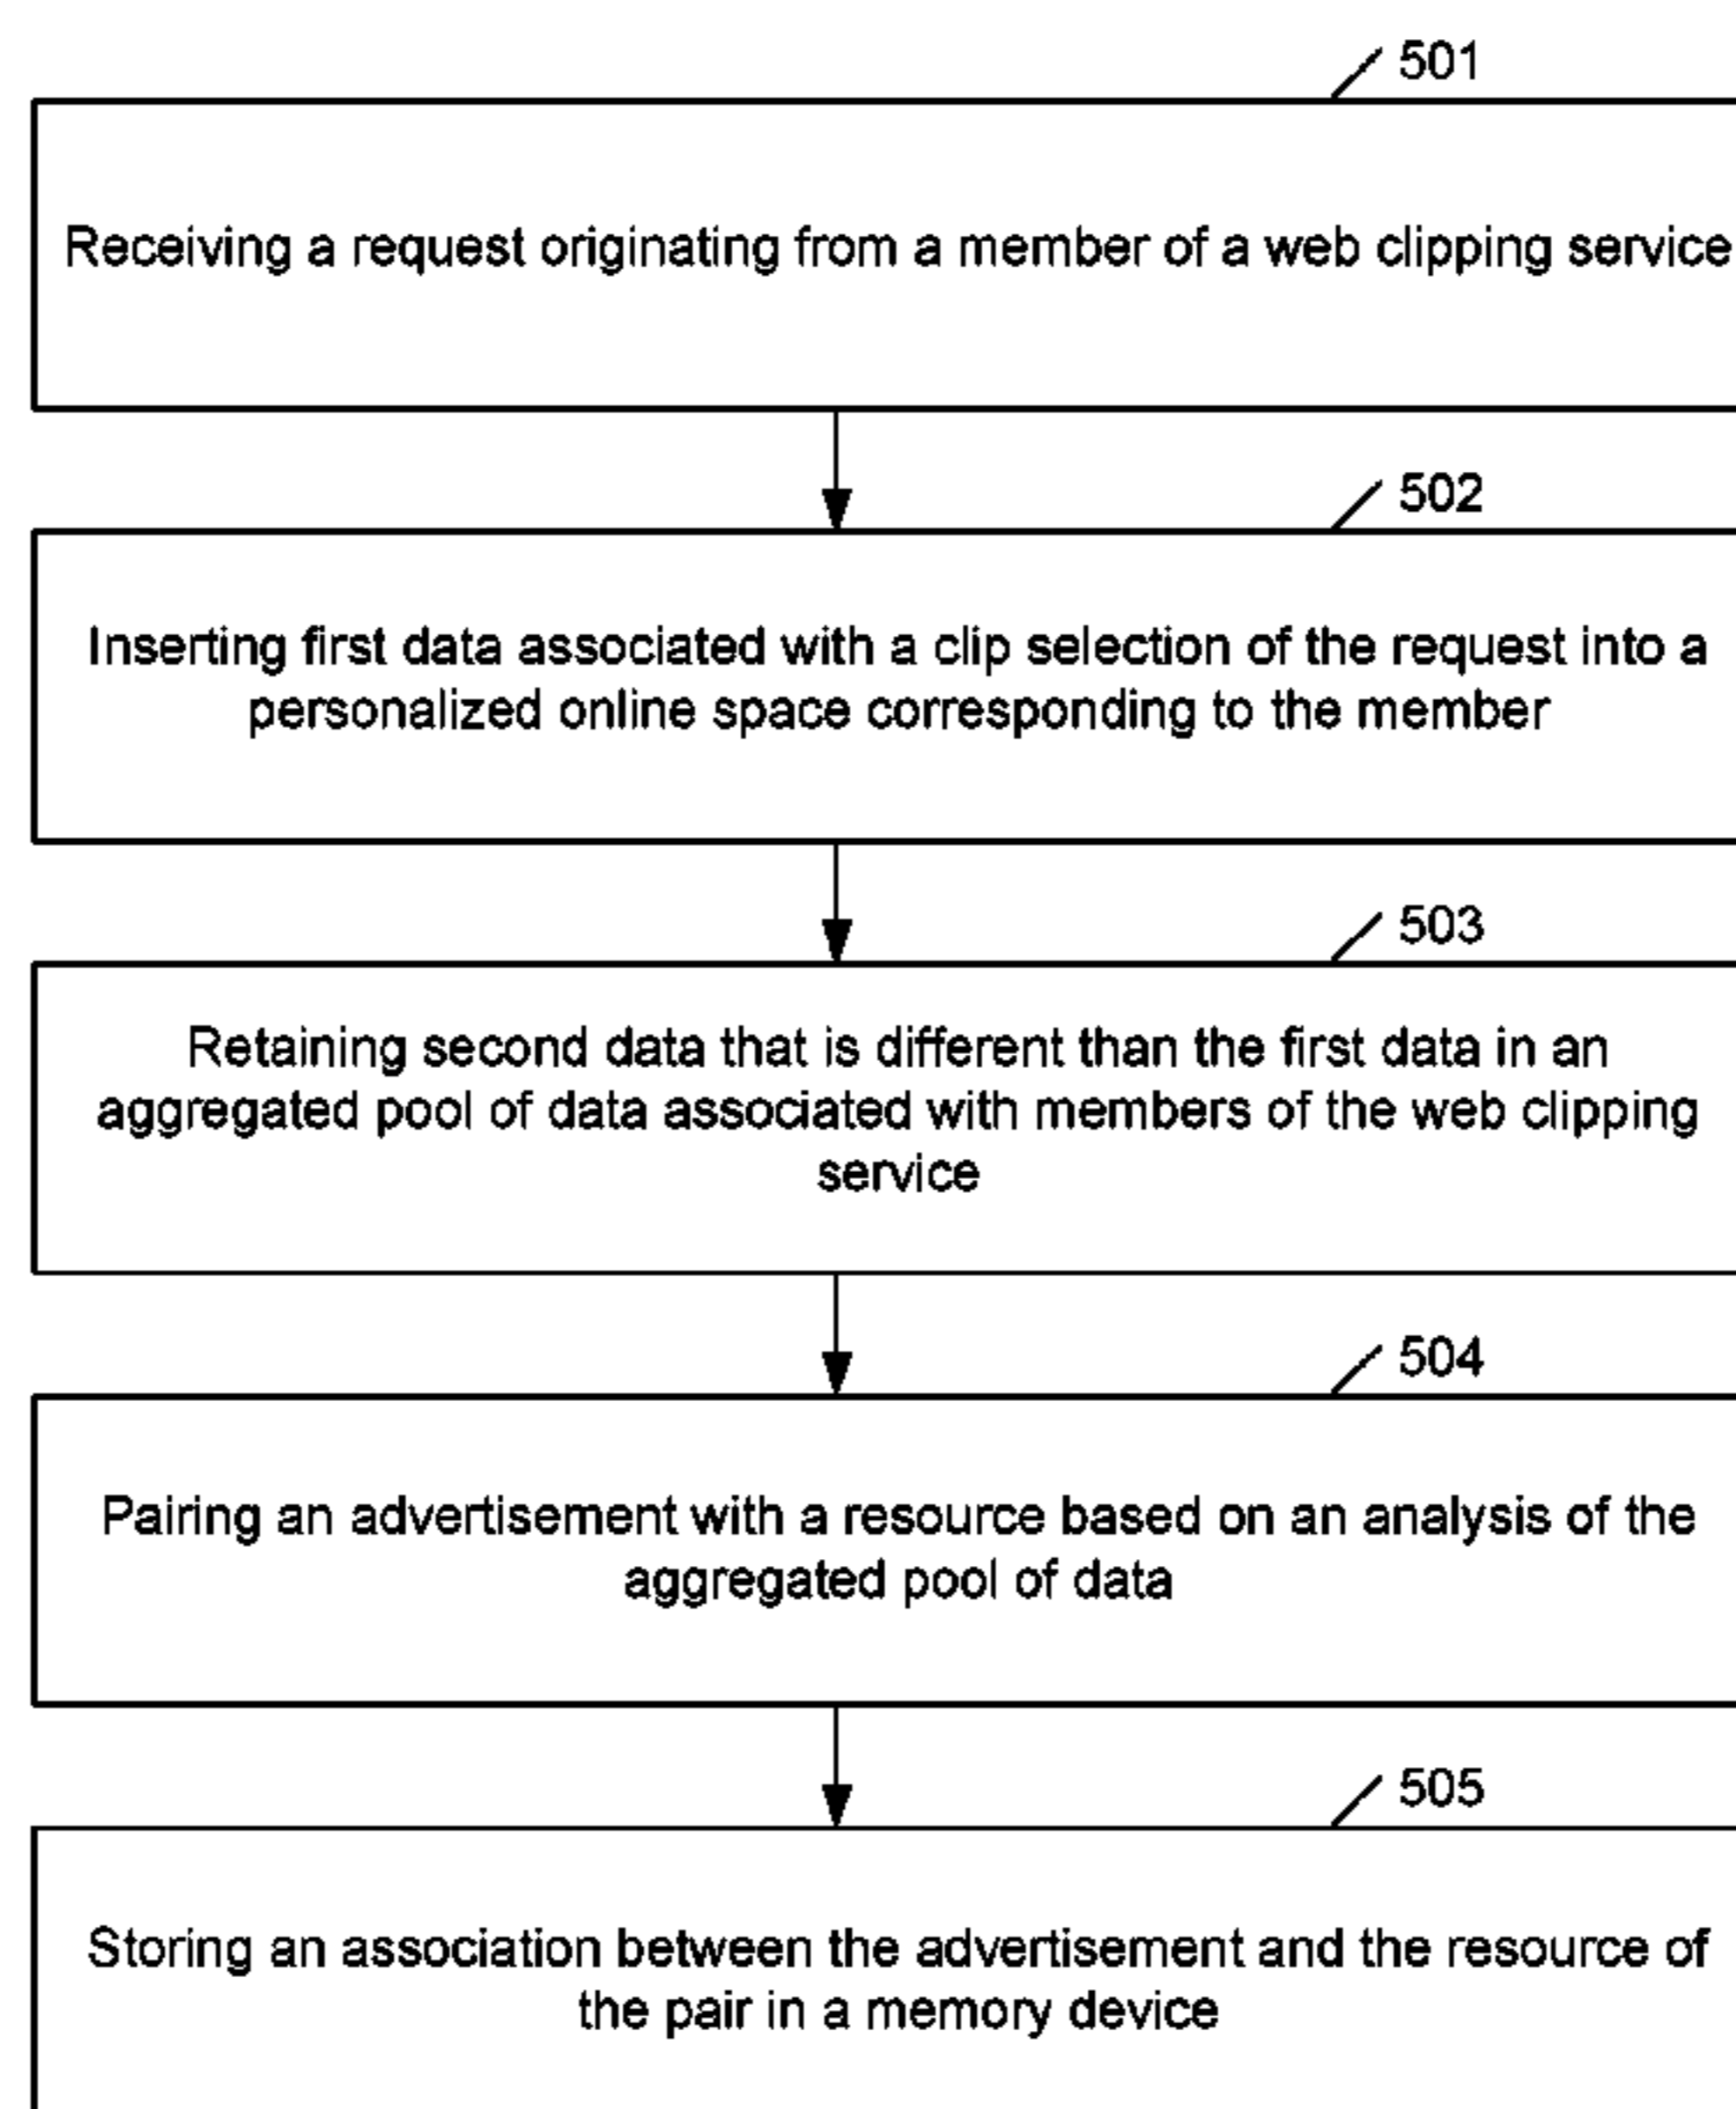 501
Receiving a request originating from a member of a web clipping service
502
Inserting first data associated with a clip selection of the request into a
personalized online space corresponding to the member
503
Retaining second data that is different than the first data in an
aggregated pool of data associated with members of the web clipping
service
504
Pairing an advertisement with a resource based on an analysis of the
aggregated pool of data
505
Storing an association between the advertisement and the resource of
the pair in a memory device